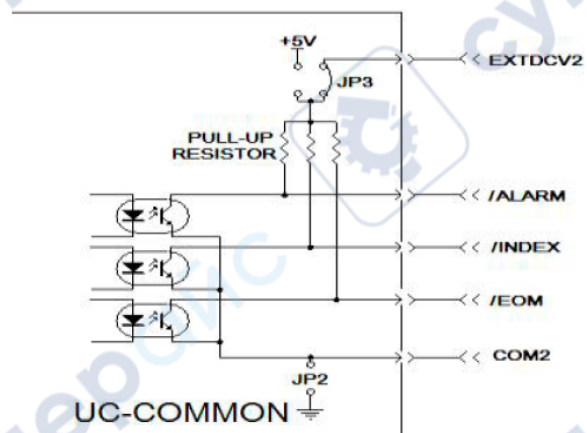 +5V
EXTDCV2
JP3
PULL-UP
RESISTOR
/ALARM
/INDEX
/EOM
COM2
JP2
UC-COMMON